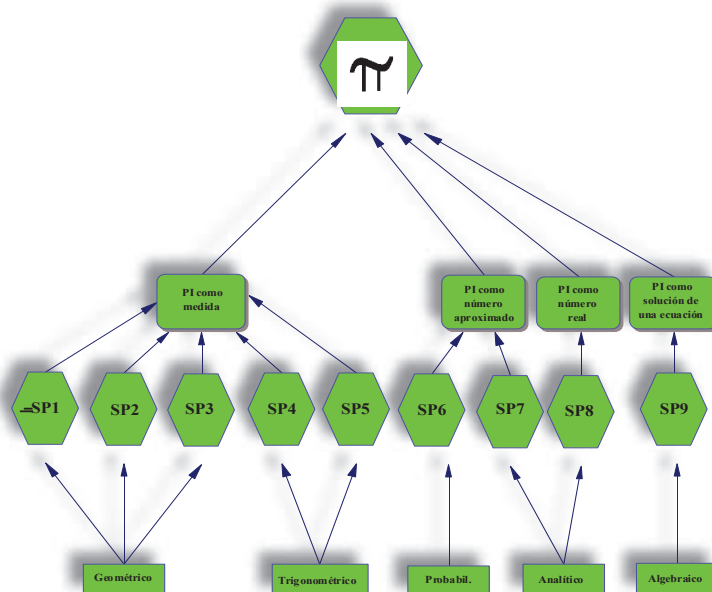 π
PI como
medida
PI como
número
aproximado
PI como
número
real
PI como
solución de
una ecuación
SP1
SP2
SP3
SP4
SP5
SP6
SP7
SP8
SP9
Geométrico
Trigonométrico
Probabil.
Analítico
Algebraico